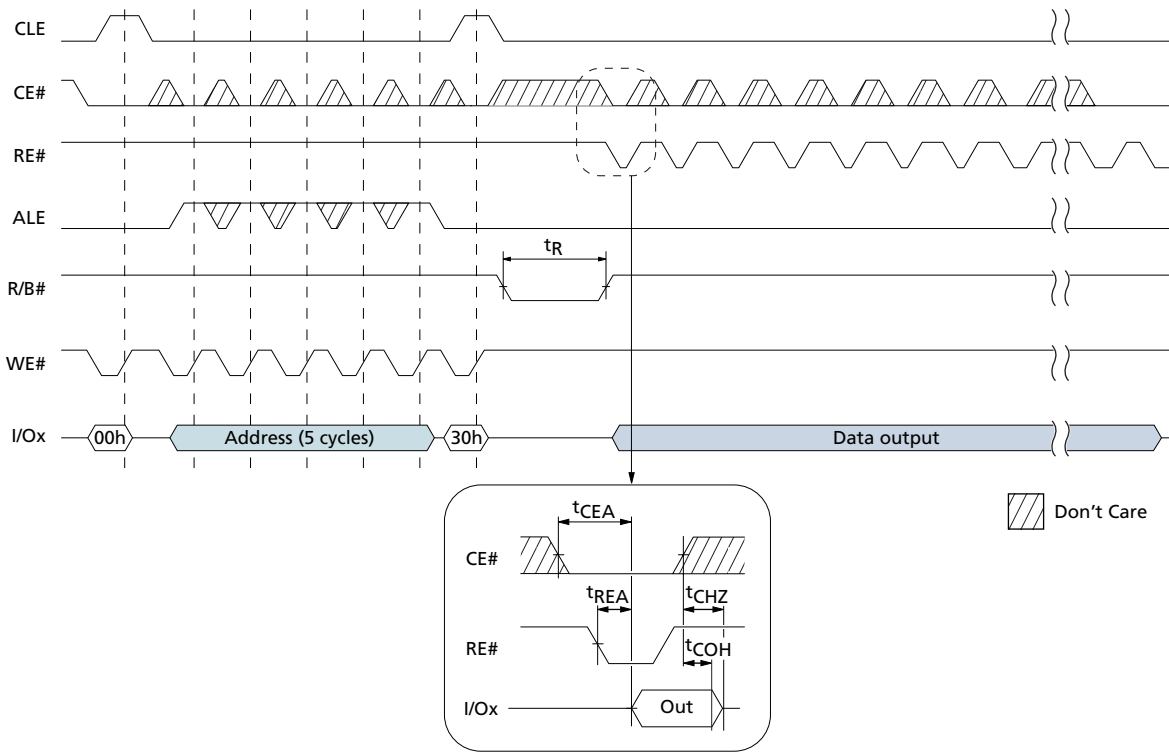 CLE
CE#
RE#
ALE
tR
R/B#
WE#
I/Ox 00h Address (5 cycles) 30h Data output
Don't Care
tCEA
CE#
tREA tCHZ
tCOH
RE#
I/Ox Out